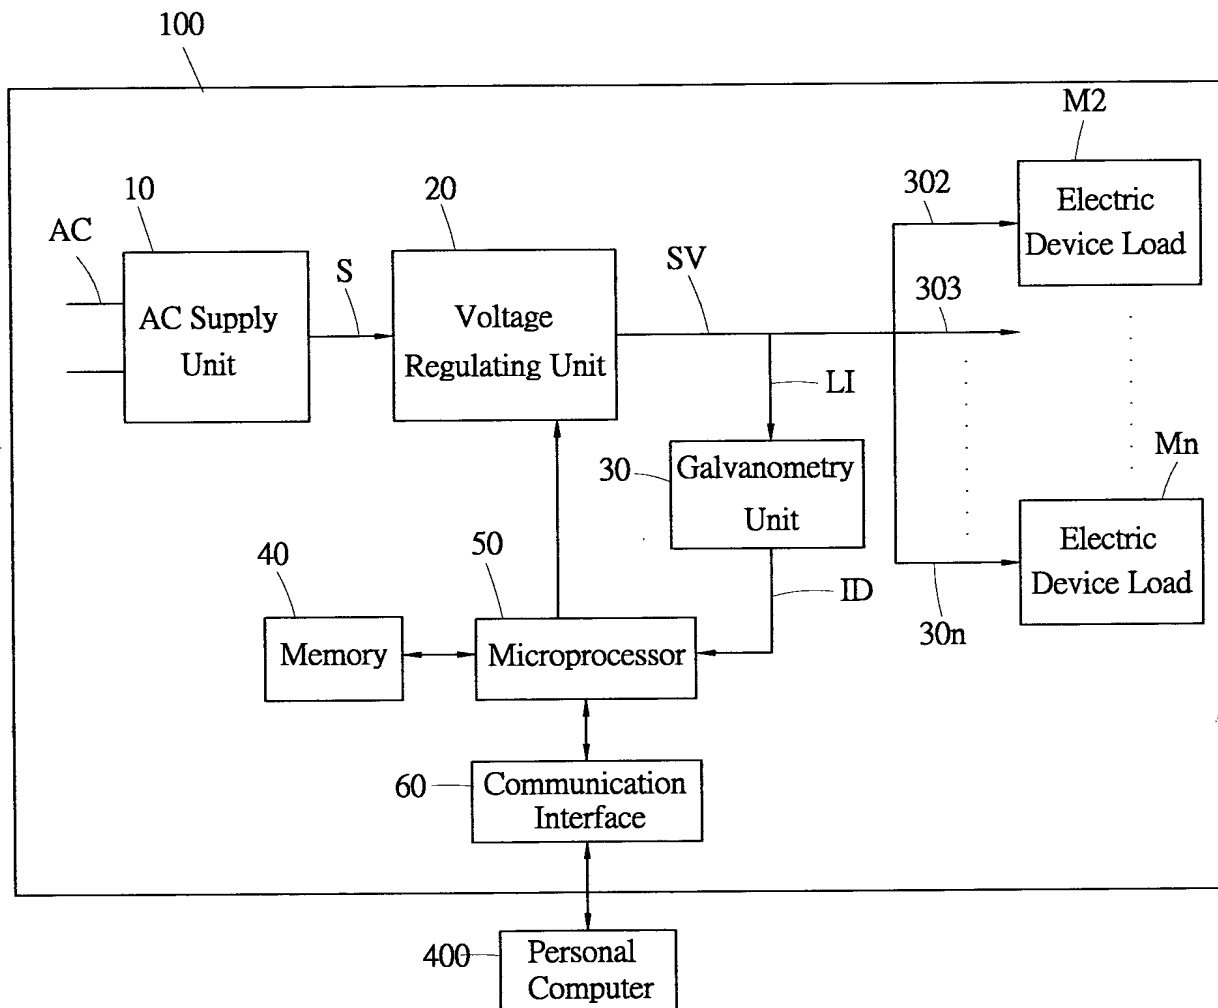 100
M2
10
20
302
Electric
Device Load
AC
S
SV
303
AC Supply
Unit
Voltage
Regulating Unit
LI
Mn
30
Galvanometry
Unit
40
50
Electric
Device Load
ID
30n
Memory
Microprocessor
60
Communication
Interface
400
Personal
Computer